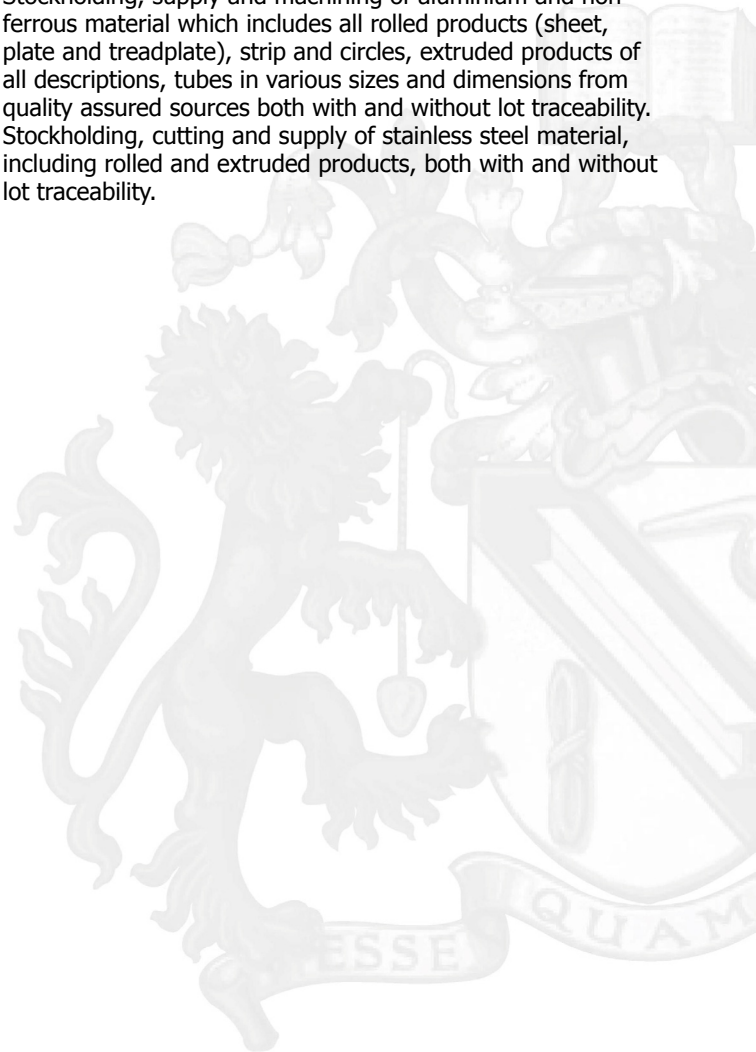 Stockholding, supply and machining of aluminium and non
ferrous material which includes all rolled products (sheet,
plate and treadplate), strip and circles, extruded products of
all descriptions, tubes in various sizes and dimensions from
quality assured sources both with and without lot traceability.
Stockholding, cutting and supply of stainless steel material,
including rolled and extruded products, both with and without
lot traceability.
ESSE QUAM